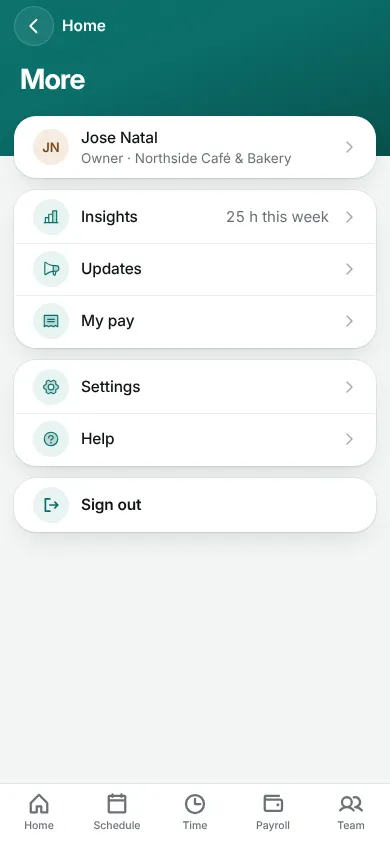 Home
More
JN
Jose Natal
Owner · Northside Café & Bakery
Insights
25 h this week
Updates
My pay
Settings
Help
Sign out
Home
Schedule
Time
Payroll
Team